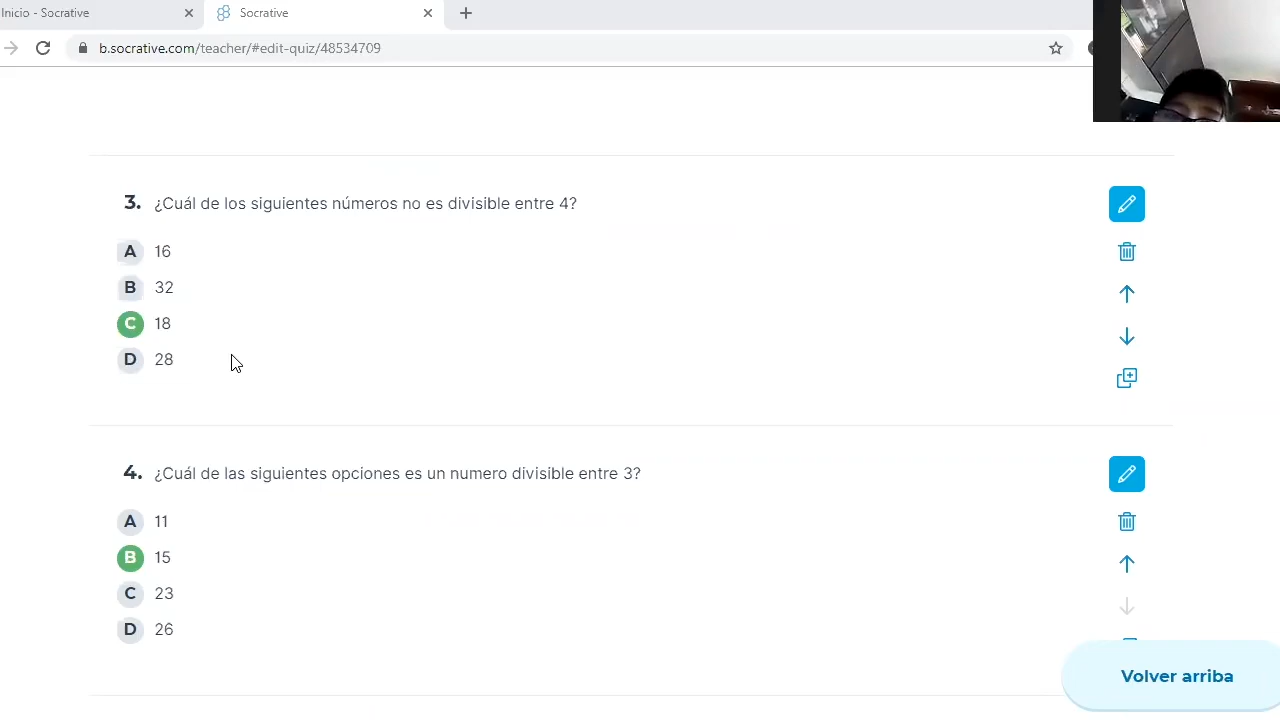 Inicio - Socrative
Socrative
b.socrative.com/teacher/#edit-quiz/48534709
3. ¿Cuál de los siguientes números no es divisible entre 4?
A 16
B 32
C 18
D 28
4. ¿Cuál de las siguientes opciones es un numero divisible entre 3?
A 11
B 15
C 23
D 26
Volver arriba